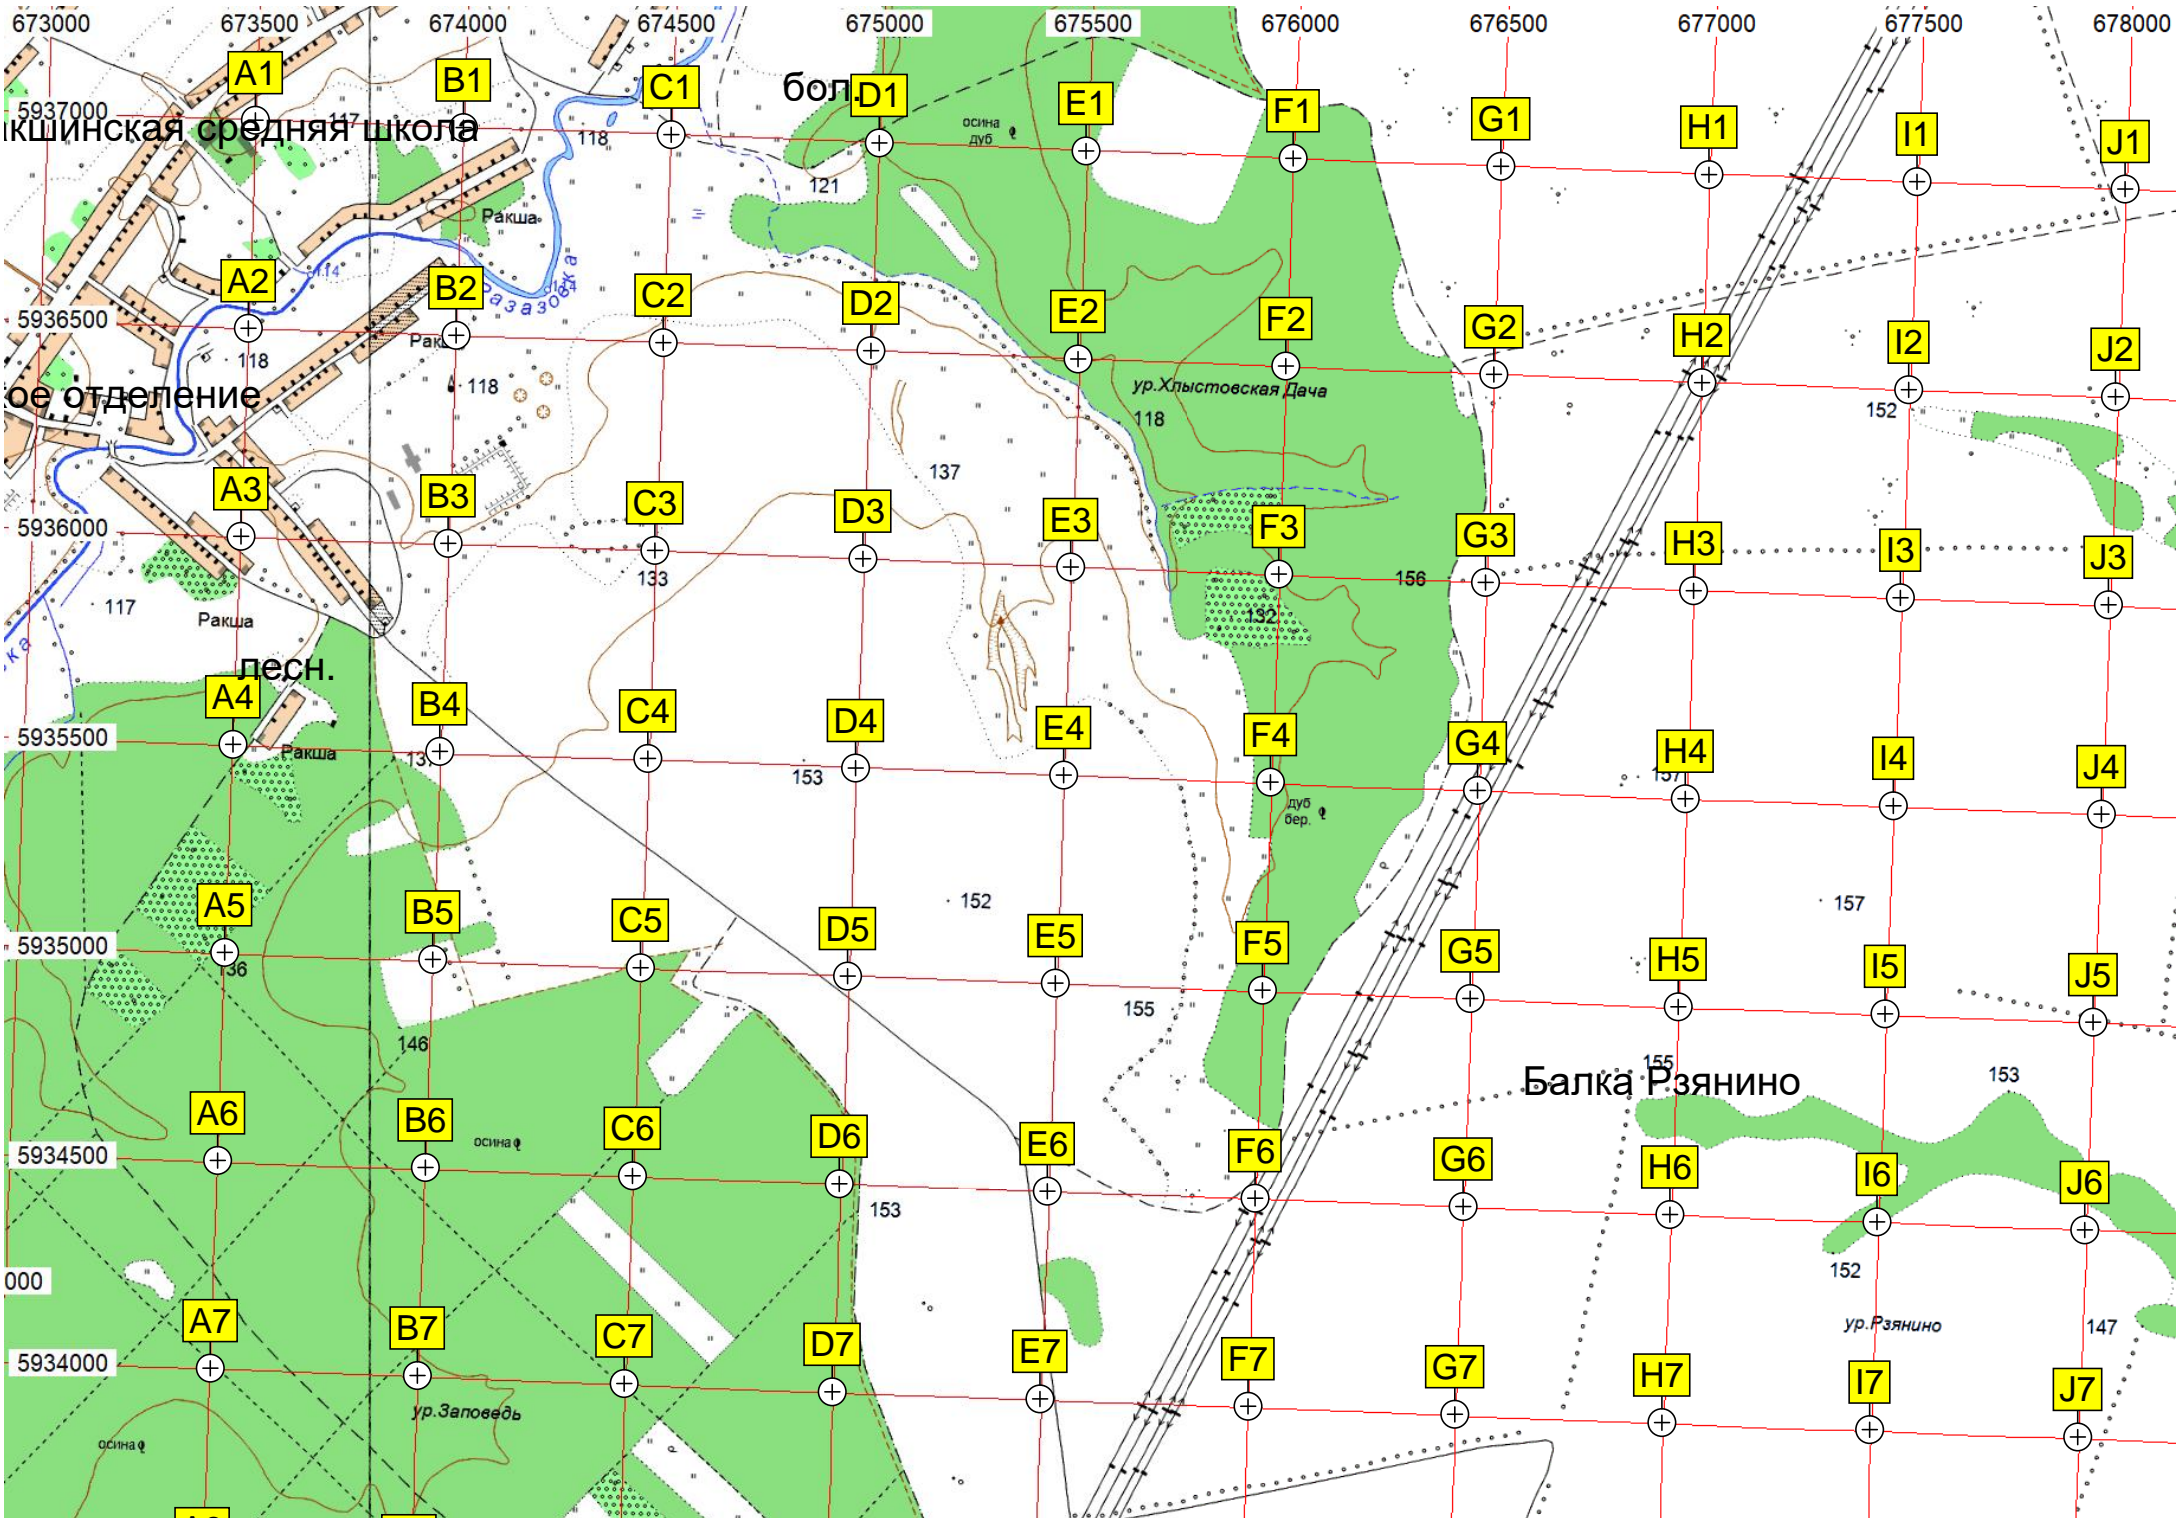 673000 673500 674000 674500 675000 675500 676000 676500 677000 677500 678000
A1 B1 C1 бол. D1 E1 F1 G1 H1 I1 J1
5937000
кшинская средняя школа
117 118 осина дуб
121
Ракша
A2 B2 C2 D2 E2 F2 G2 H2 I2 J2
114 114
5936500
118 Ракша
118 ур.Хлыстовская Дача
кое отделение
118 152
137
A3 B3 C3 D3 E3 F3 G3 H3 I3 J3
5936000
133 156
117 Ракша 132
лесн.
A4 B4 C4 D4 E4 F4 G4 H4 I4 J4
5935500
Ракша 153 157
дуб
бер.
A5 B5 C5 D5 E5 F5 G5 H5 I5 J5
152 157
5935000
36
155
146
155 153
Балка Рзянино
A6 B6 C6 D6 E6 F6 G6 H6 I6 J6
осина
5934500
153
152
000
A7 B7 C7 D7 E7 F7 G7 H7 I7 J7
ур.Рзянино 147
5934000
ур.Заповедь
осина